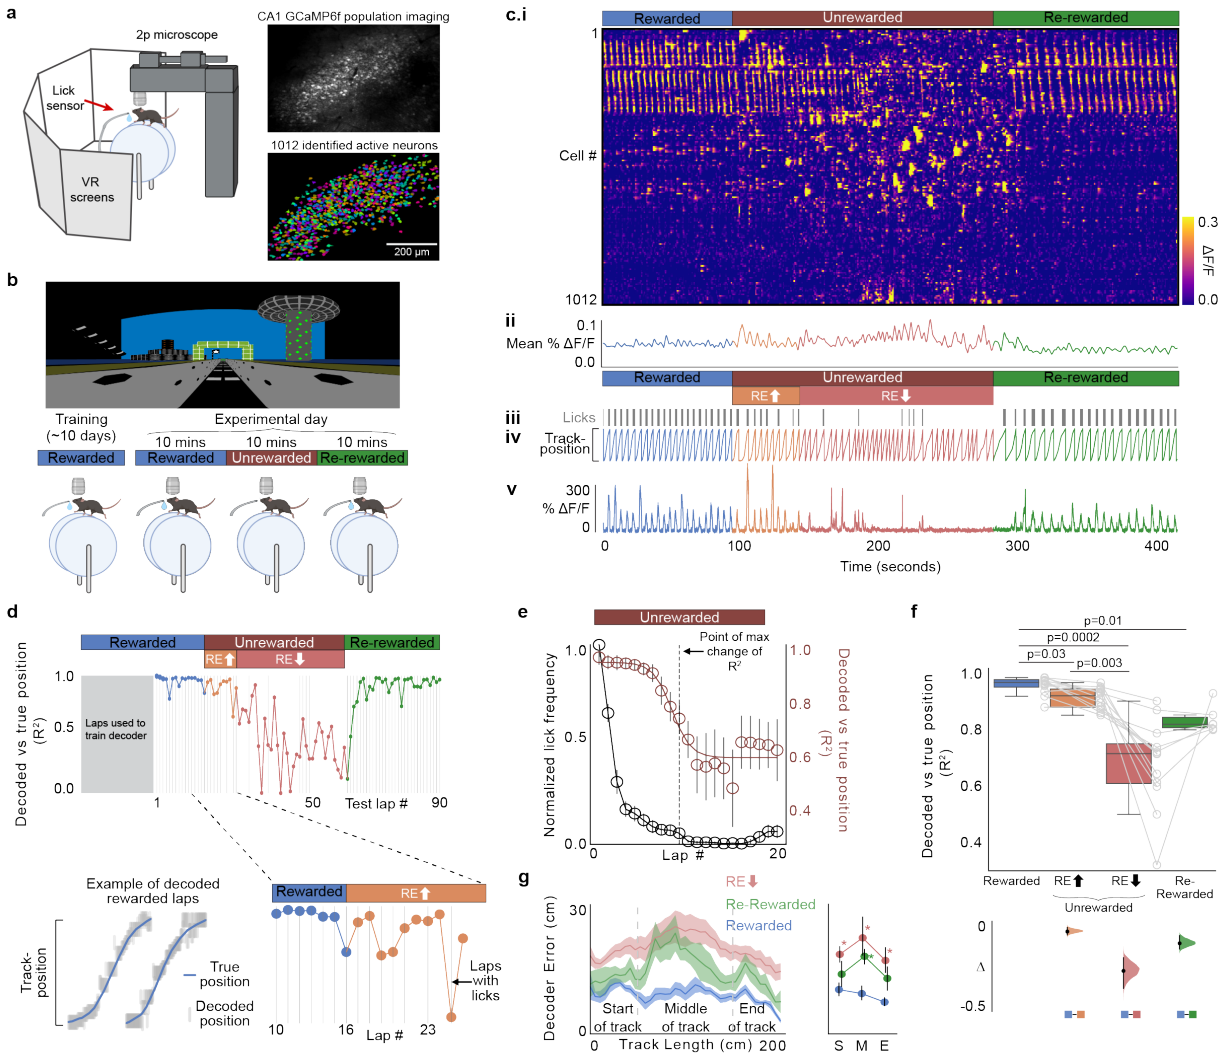 a
2p microscope
Lick
sensor
VR
screens
CA1 GCaMP6f population imaging
1012 identified active neurons
200 µm
b
Training
(~10 days)
Experimental day
10 mins
10 mins
10 mins
Rewarded
Rewarded
Unrewarded
Re-rewarded
c.i
Rewarded
Unrewarded
Re-rewarded
1
Cell #
1012
0.3
ΔF/F
0.0
ii
0.1
Mean % ΔF/F
0.0
Rewarded
Unrewarded
Re-rewarded
RE⬆
RE⬇
iii
Licks
iv
Track-
position
v
300
% ΔF/F
0
0
100
200
300
400
Time (seconds)
d
Rewarded
Unrewarded
Re-rewarded
RE⬆
RE⬇
Decoded vs true position
(R²)
1.0
0.5
0.0
Laps used to
train decoder
1
50
Test lap #
90
Example of decoded
rewarded laps
Track-
position
True
position
Decoded
position
Rewarded
RE⬆
Laps
with
licks
10
16
23
Lap #
e
Unrewarded
Point of max
change of
R²
Normalized lick frequency
1.0
0.5
0.0
0
20
Lap #
1.0
0.8
0.6
0.4
Decoded vs true position
(R²)
f
p=0.01
p=0.0002
p=0.03
p=0.003
Decoded vs true position
(R²)
1.0
0.8
0.6
0.4
Rewarded
RE⬆
RE⬇
Re-
Rewarded
Unrewarded
0
Δ
-0.5
g
RE⬇
Re-Rewarded
Rewarded
Decoder Error (cm)
30
0
Start
of track
Middle
of track
End
of track
0
Track Length (cm)
200
*
*
*
*
S
M
E